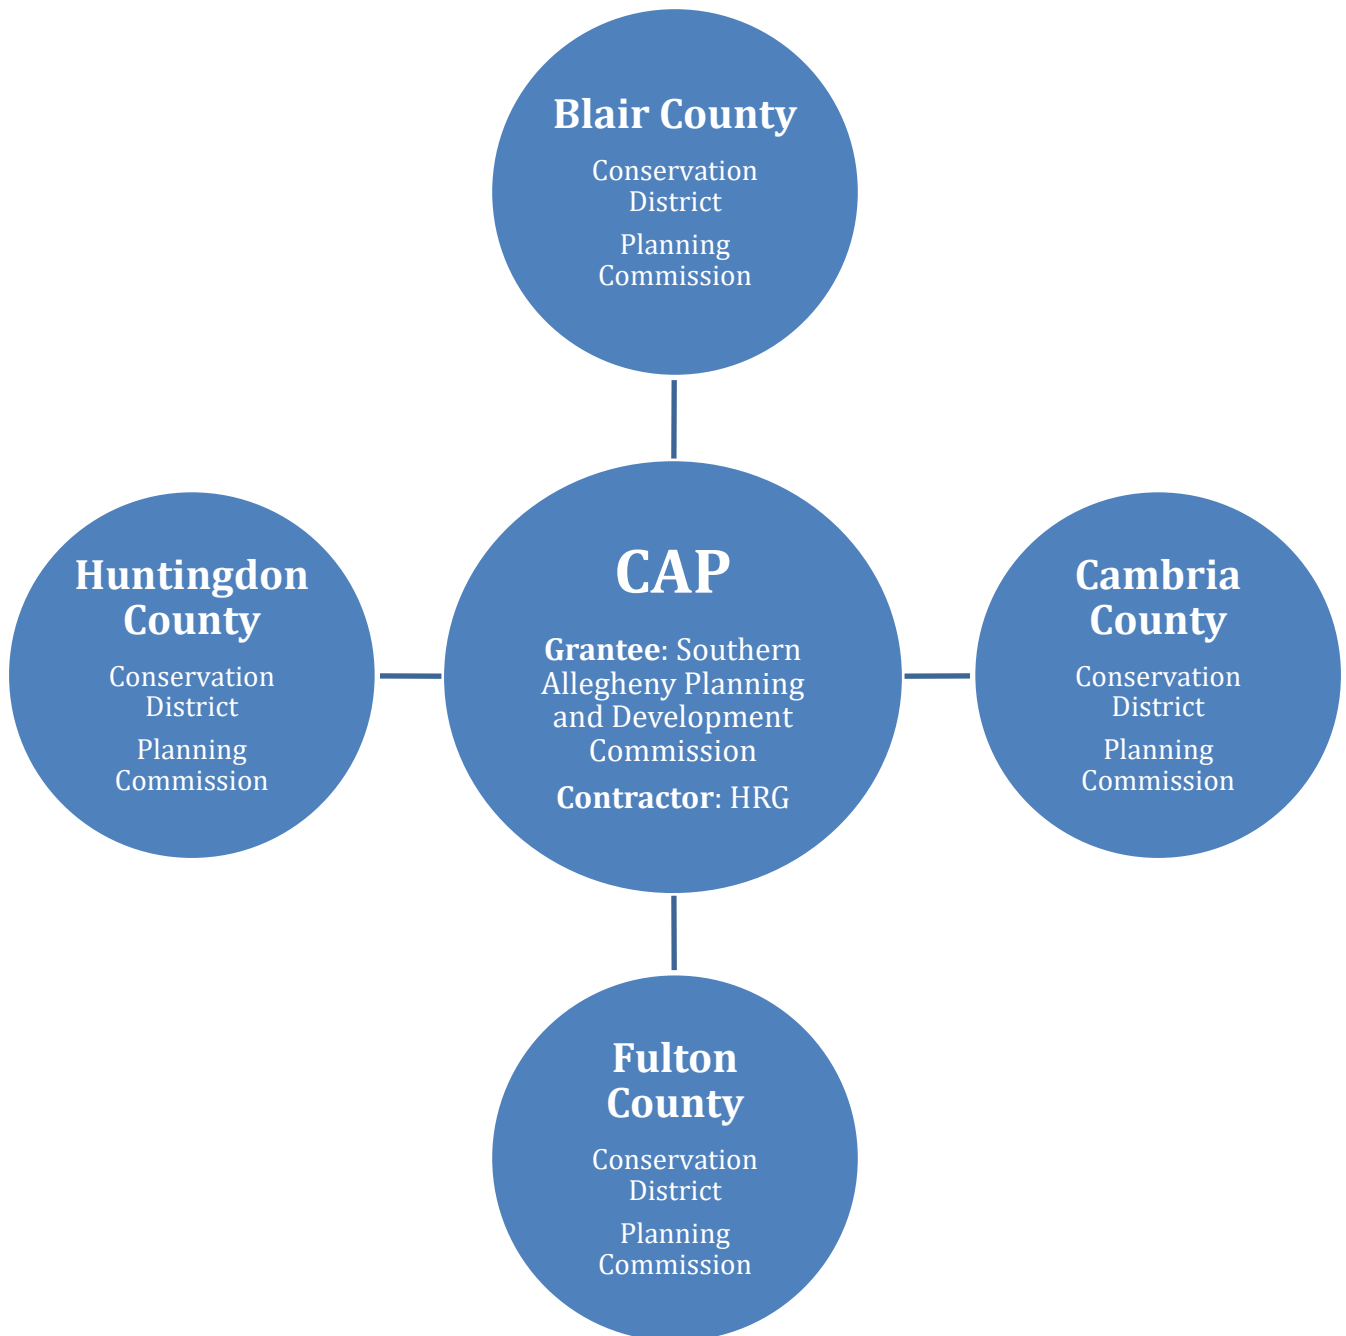 Blair County
Conservation
District
Planning
Commission
Huntingdon
County
Conservation
District
Planning
Commission
CAP
Grantee: Southern
Allegheny Planning
and Development
Commission
Contractor: HRG
Cambria
County
Conservation
District
Planning
Commission
Fulton
County
Conservation
District
Planning
Commission